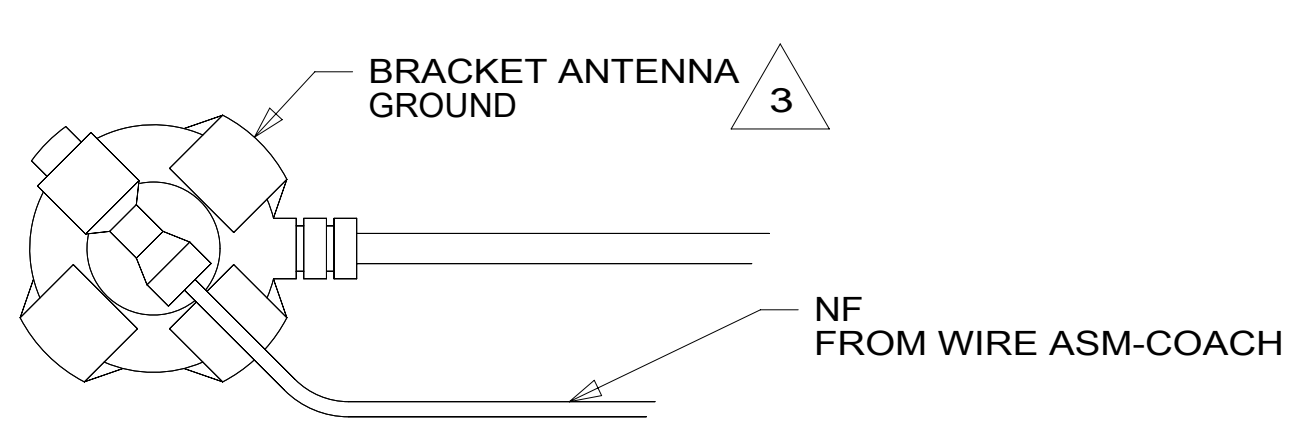 BRACKET ANTENNA
GROUND
3
NF
FROM WIRE ASM-COACH